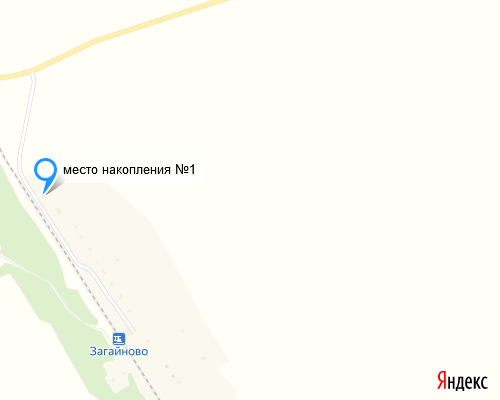 место накопления №1
Загайново
Яндекс